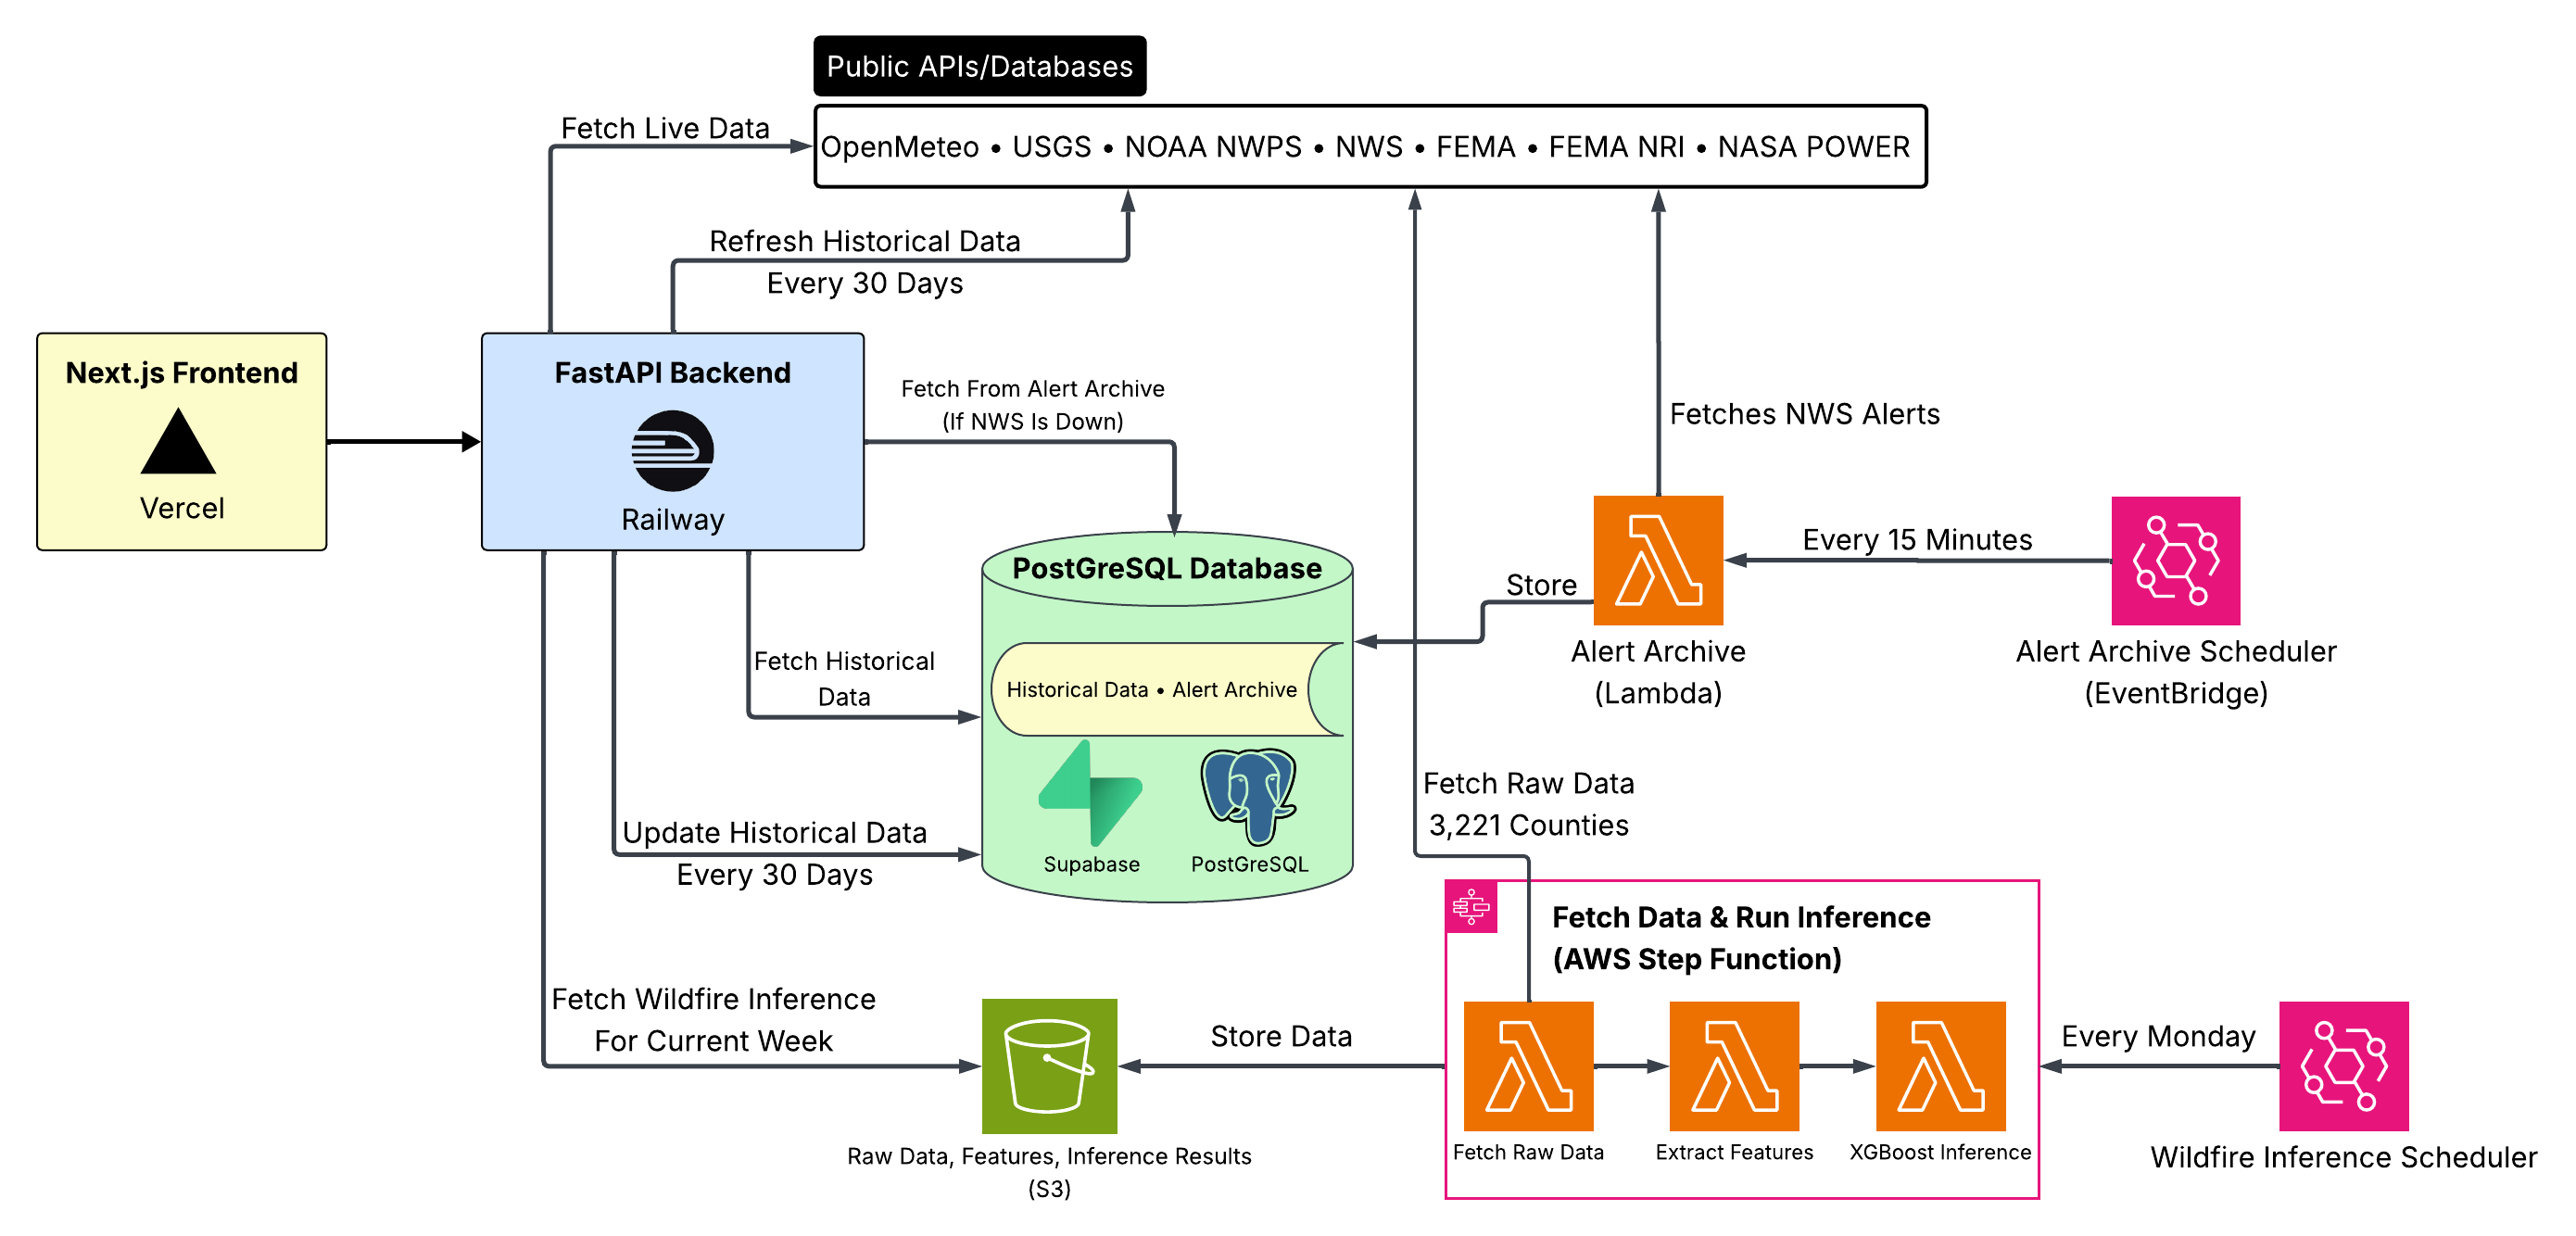 Public APIs/Databases
OpenMeteo • USGS • NOAA NWPS • NWS • FEMA • FEMA NRI • NASA POWER
Fetch Live Data
Refresh Historical Data
Every 30 Days
Next.js Frontend
Vercel
FastAPI Backend
Railway
Fetch From Alert Archive
(If NWS Is Down)
Fetches NWS Alerts
Every 15 Minutes
Store
Alert Archive
(Lambda)
Alert Archive Scheduler
(EventBridge)
PostGreSQL Database
Historical Data • Alert Archive
Supabase
PostGreSQL
Fetch Historical
Data
Update Historical Data
Every 30 Days
Fetch Raw Data
3,221 Counties
Fetch Data & Run Inference
(AWS Step Function)
Fetch Raw Data
Extract Features
XGBoost Inference
Every Monday
Wildfire Inference Scheduler
Fetch Wildfire Inference
For Current Week
Store Data
Raw Data, Features, Inference Results
(S3)